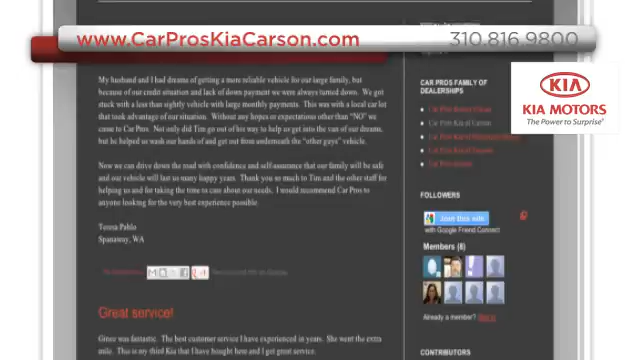 www.CarProsKiaCarson.com
310.816.9800
KIA
KIA MOTORS
The Power to Surprise
My husband and I had dreams of getting a more reliable vehicle for our large family, but
because of our credit situation and lack of down payment we were always turned down. We got
stuck with a less than sightly vehicle with large monthly payments. This was with a local car lot
that took advantage of our situation. Without any hopes or expectations other than "NO" we
came to Car Pros. Not only did Tim go out of his way to help us get into the van of our dreams,
but he helped us wash our hands of and get out from underneath the "other guys" vehicle.
Now we can drive down the road with confidence and self-assurance that our family will be safe
and our vehicle will last so many happy years. Thank you so much to Tim and the other staff for
helping us and for taking the time to care about our needs. I would recommend Car Pros to
anyone looking for the very best experience possible.
Teresa Pablo
Spanaway, WA
Great service!
Ginee was fantastic. The best customer service I have experienced in years. She went the extra
mile. This is my third Kia that I have bought here and I get great service.
CAR PROS FAMILY OF
DEALERSHIPS
Car Pros Kia of Carson
FOLLOWERS
Join this site
with Google Friend Connect
Members (8)
Already a member? Sign in
CONTRIBUTORS